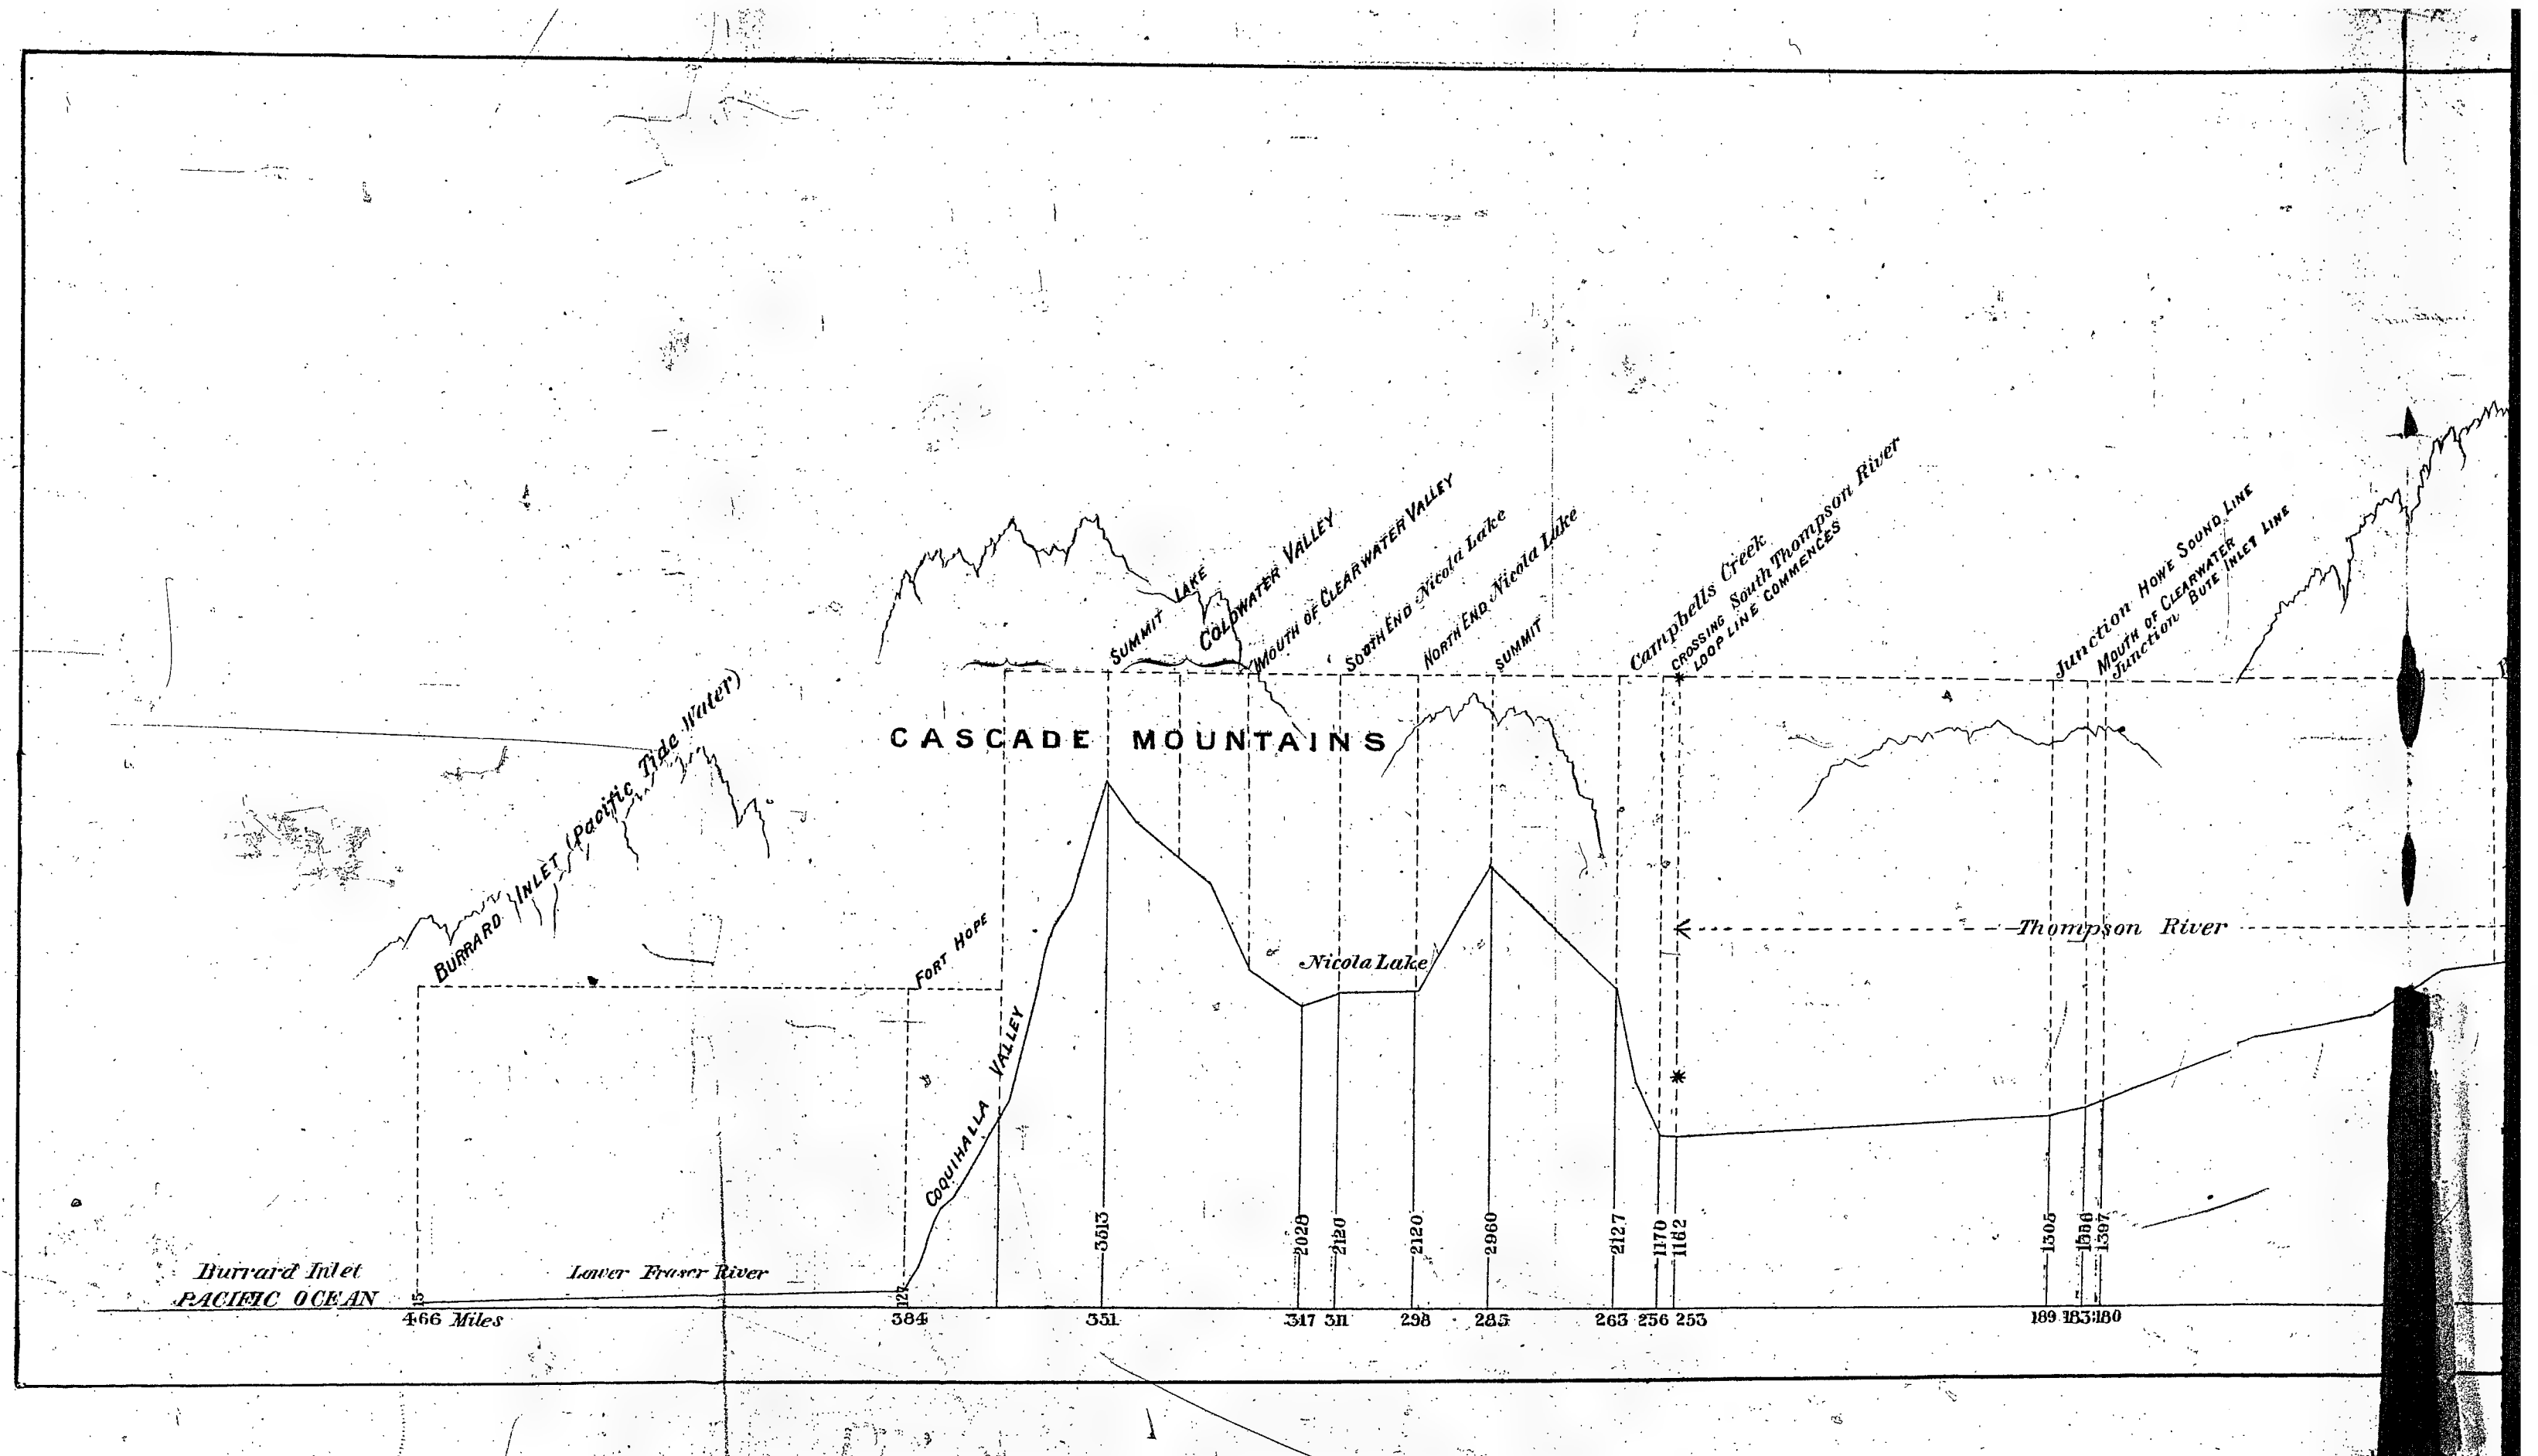 BURRARD INLET (Pacific Tide Water)
FORT HOPE
COQUIHALLA VALLEY
SUMMIT LAKE
COLDWATER VALLEY
MOUTH OF CLEARWATER VALLEY
SOUTH END Nicola Lake
NORTH END Nicola Lake
SUMMIT
Campbells Creek
CROSSING South Thompson River
LOOP LINE COMMENCES
Junction HOWE SOUND LINE
MOUTH OF CLEARWATER
Junction BUTE INLET LINE
CASCADE MOUNTAINS
Thompson River
Nicola Lake
3513
2028
2120
2120
2960
2127
1170
1162
1305
1397
Burrard Inlet
PACIFIC OCEAN
Lower Fraser River
15
127
466 Miles 384 351 317 311 298 285 263 256 253 189 183 180